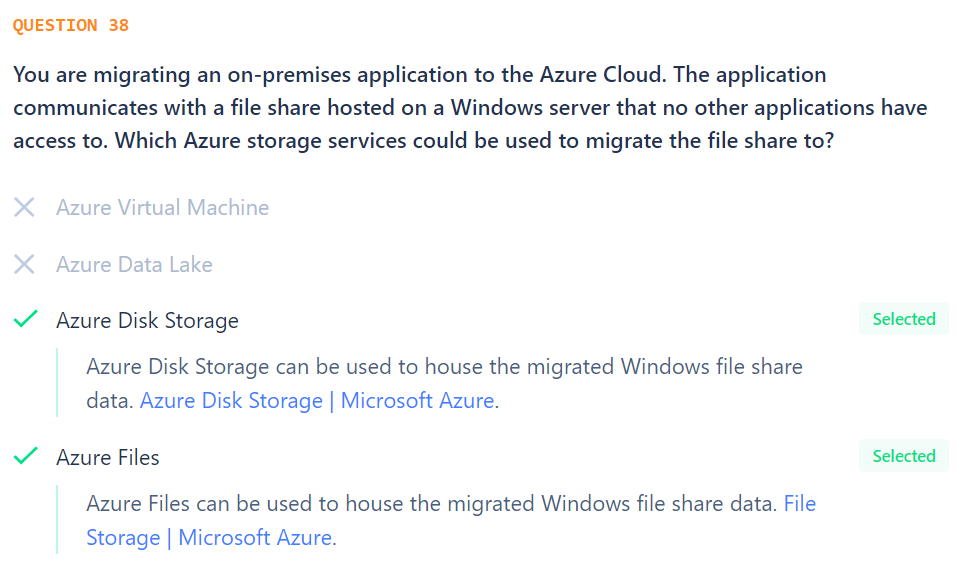 QUESTION 38
You are migrating an on-premises application to the Azure Cloud. The application
communicates with a file share hosted on a Windows server that no other applications have
access to. Which Azure storage services could be used to migrate the file share to?
Azure Virtual Machine
Azure Data Lake
Azure Disk Storage
Selected
Azure Disk Storage can be used to house the migrated Windows file share
data. Azure Disk Storage | Microsoft Azure.
Azure Files
Selected
Azure Files can be used to house the migrated Windows file share data. File
Storage | Microsoft Azure.